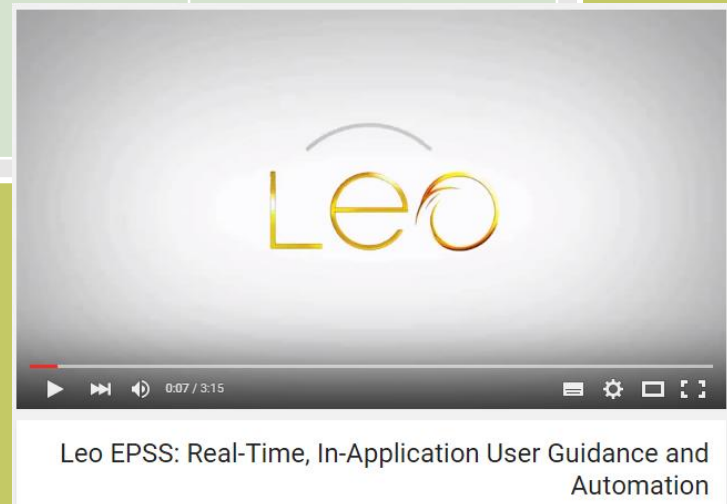 Leo
0:07 / 3:15
Leo EPSS: Real-Time, In-Application User Guidance and
Automation